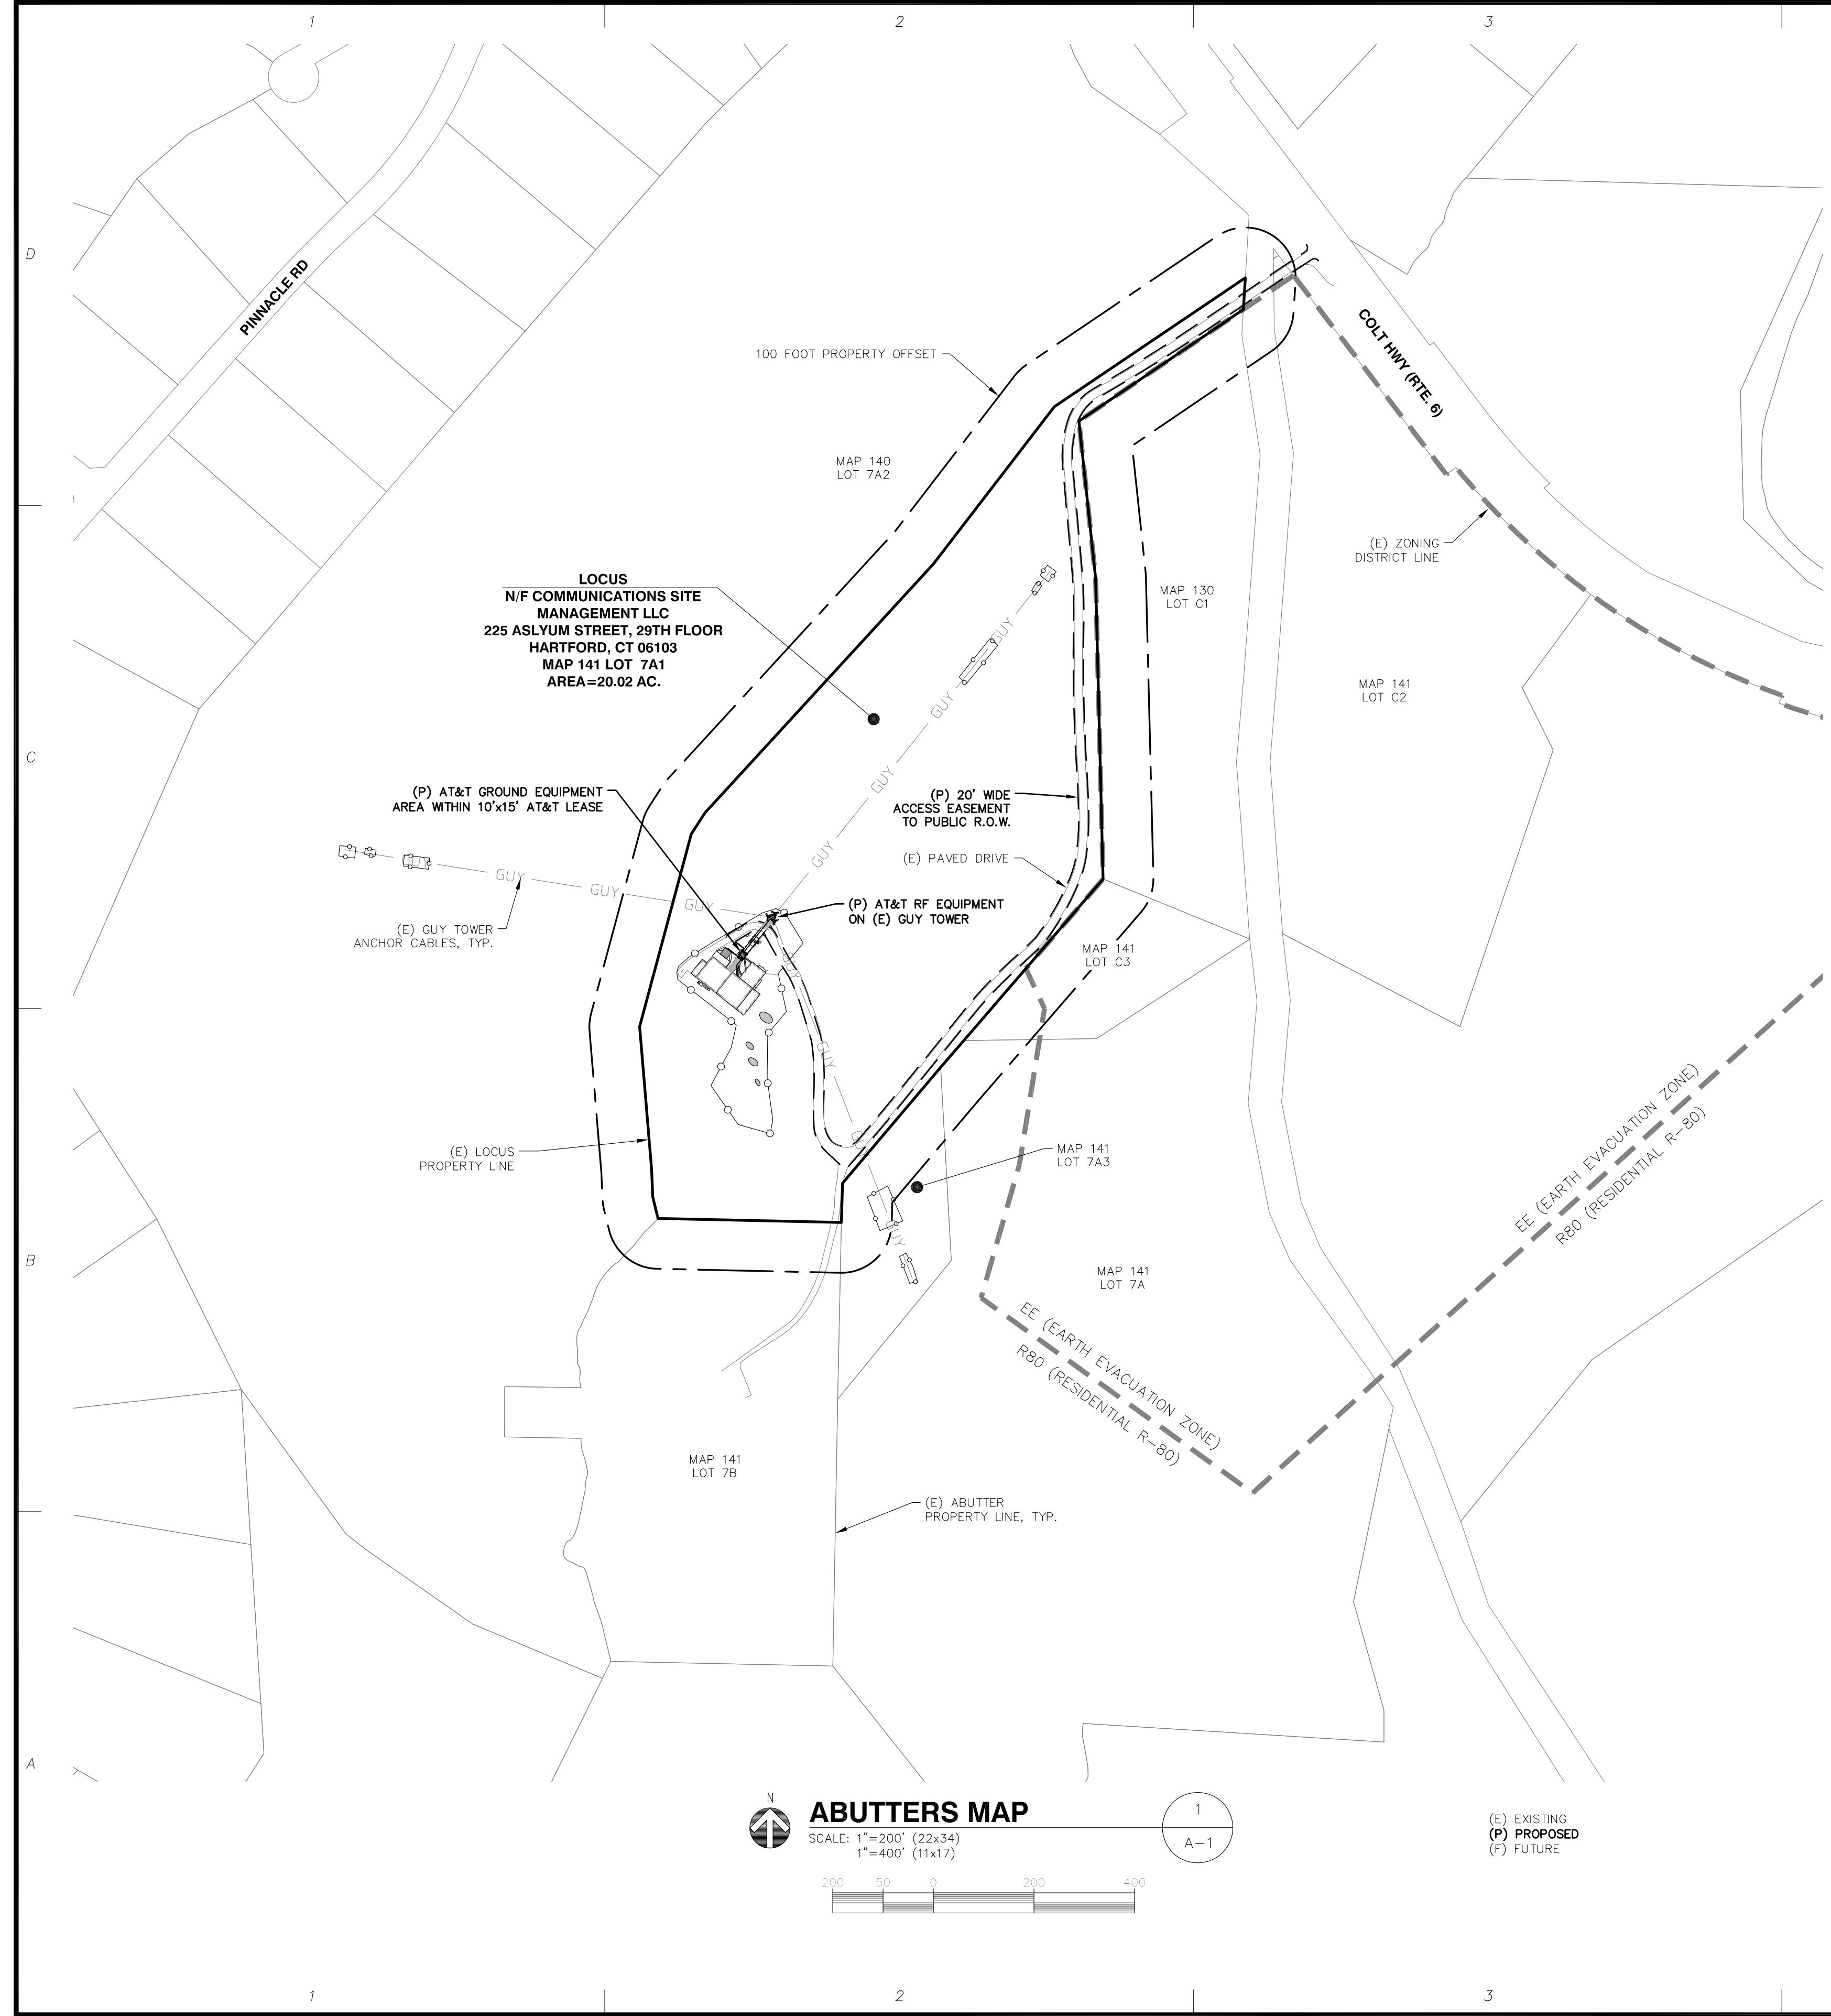 1
2
3
D
PINNACLE RD
COLT HWY (RTE. 6)
100 FOOT PROPERTY OFFSET
MAP 140
LOT 7A2
(E) ZONING
DISTRICT LINE
LOCUS
N/F COMMUNICATIONS SITE
MANAGEMENT LLC
225 ASLYUM STREET, 29TH FLOOR
HARTFORD, CT 06103
MAP 141 LOT 7A1
AREA=20.02 AC.
MAP 130
LOT C1
GUY
GUY
MAP 141
LOT C2
C
GUY
GUY
(P) AT&T GROUND EQUIPMENT
AREA WITHIN 10'x15' AT&T LEASE
(P) 20' WIDE
ACCESS EASEMENT
TO PUBLIC R.O.W.
(E) PAVED DRIVE
GUY
GUY
GUY
(P) AT&T RF EQUIPMENT
ON (E) GUY TOWER
(E) GUY TOWER
ANCHOR CABLES, TYP.
MAP 141
LOT C3
GUY
GUY
GUY
(E) LOCUS
PROPERTY LINE
MAP 141
LOT 7A3
GUY
B
MAP 141
LOT 7A
EE (EARTH EVACUATION ZONE)
R80 (RESIDENTIAL R-80)
EE (EARTH EVACUATION ZONE)
R80 (RESIDENTIAL R-80)
MAP 141
LOT 7B
(E) ABUTTER
PROPERTY LINE, TYP.
A
N
ABUTTERS MAP
SCALE: 1"=200' (22x34)
1"=400' (11x17)
1
A-1
(E) EXISTING
(P) PROPOSED
(F) FUTURE
200 50 0 200 400
1
2
3